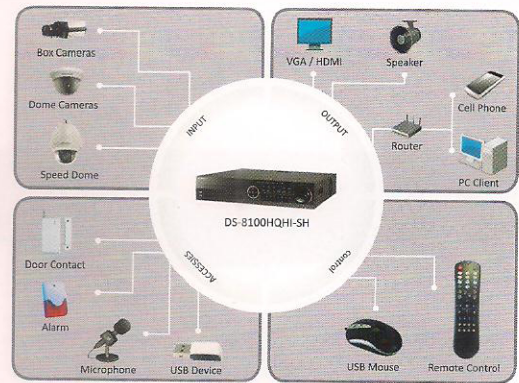 Box Cameras
Dome Cameras
Speed Dome
INPUT
VGA / HDMI
Speaker
Cell Phone
Router
PC Client
OUTPUT
DS-8100HQHI-SH
Door Contact
Alarm
Microphone
USB Device
ACCESSIES
control
USB Mouse
Remote Control